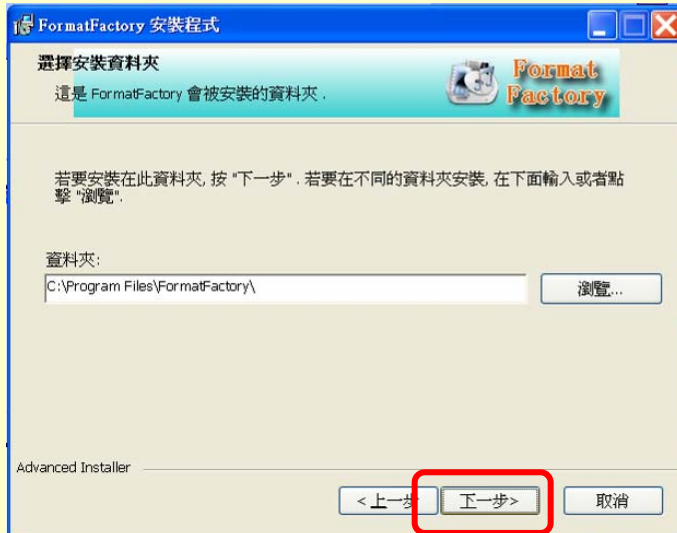 FormatFactory 安裝程式
選擇安裝資料夾
這是 FormatFactory 會被安裝的資料夾 .
Format
Factory
若要安裝在此資料夾, 按 "下一步" . 若要在不同的資料夾安裝, 在下面輸入或者點
擊 "瀏覽".
資料夾:
C:\Program Files\FormatFactory\
瀏覽...
Advanced Installer
<上一步
下一步>
取消